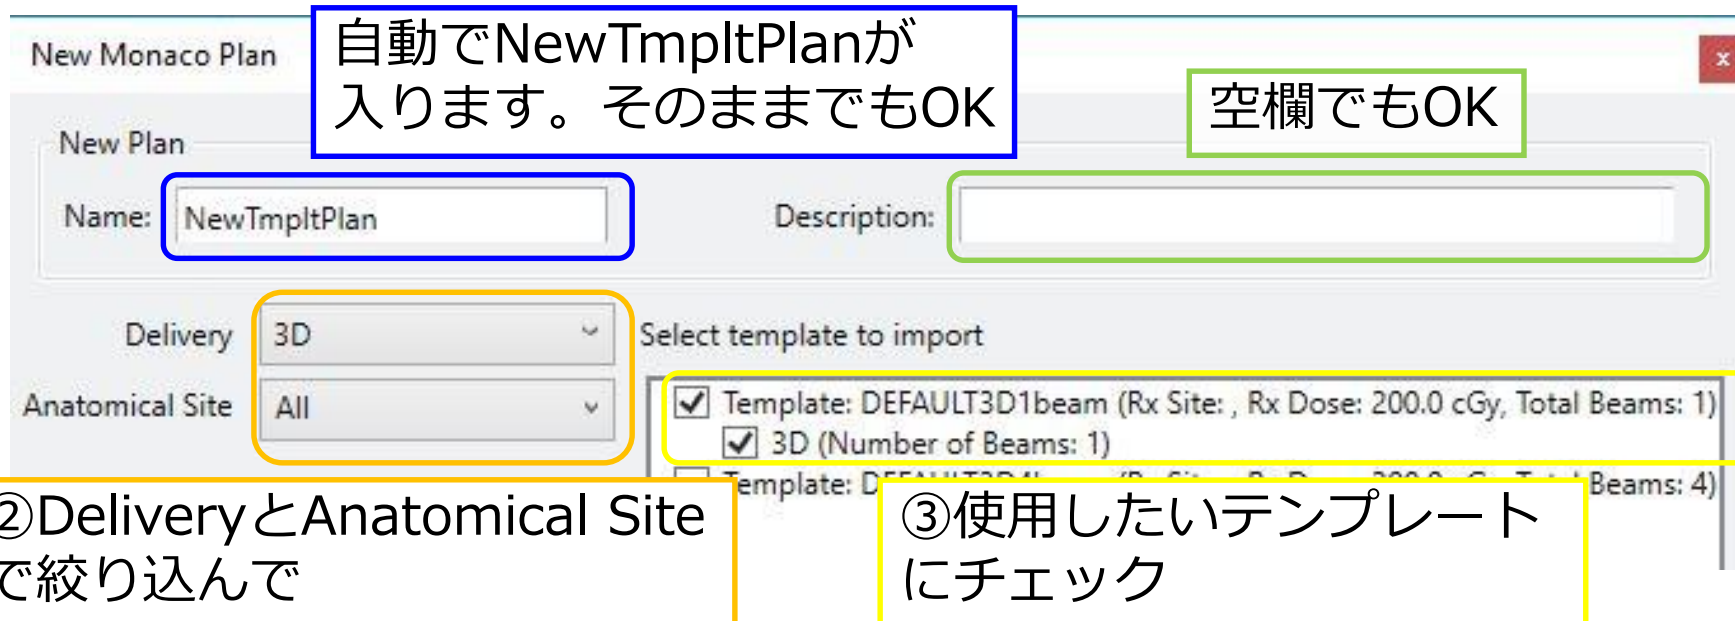 New Monaco Plan
自動でNewTmpltPlanが
入ります。そのままでもOK
x
空欄でもOK
New Plan
Name: NewTmpltPlan
Description:
Delivery 3D
Select template to import
Anatomical Site All
Template: DEFAULT3D1beam (Rx Site: , Rx Dose: 200.0 cGy, Total Beams: 1)
3D (Number of Beams: 1)
Template: Beams: 4)
②DeliveryとAnatomical Site
で絞り込んで
③使用したいテンプレート
にチェック